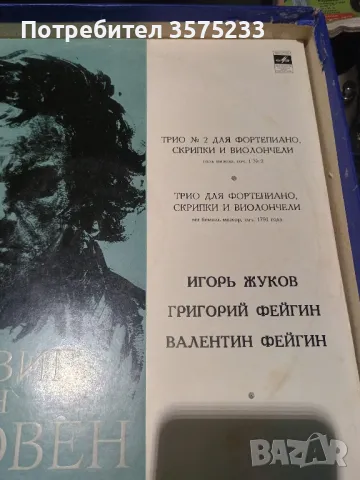 Потребител 3575233
ТРИО № 2 ДЛЯ ФОРТЕПИАНО,
СКРИПКИ И ВИОЛОНЧЕЛИ
ТРИО ДЛЯ ФОРТЕПИАНО,
СКРИПКИ И ВИОЛОНЧЕЛИ
ИГОРЬ ЖУКОВ
ГРИГОРИЙ ФЕЙГИН
ВАЛЕНТИН ФЕЙГИН
ОВЕН
BAZAR